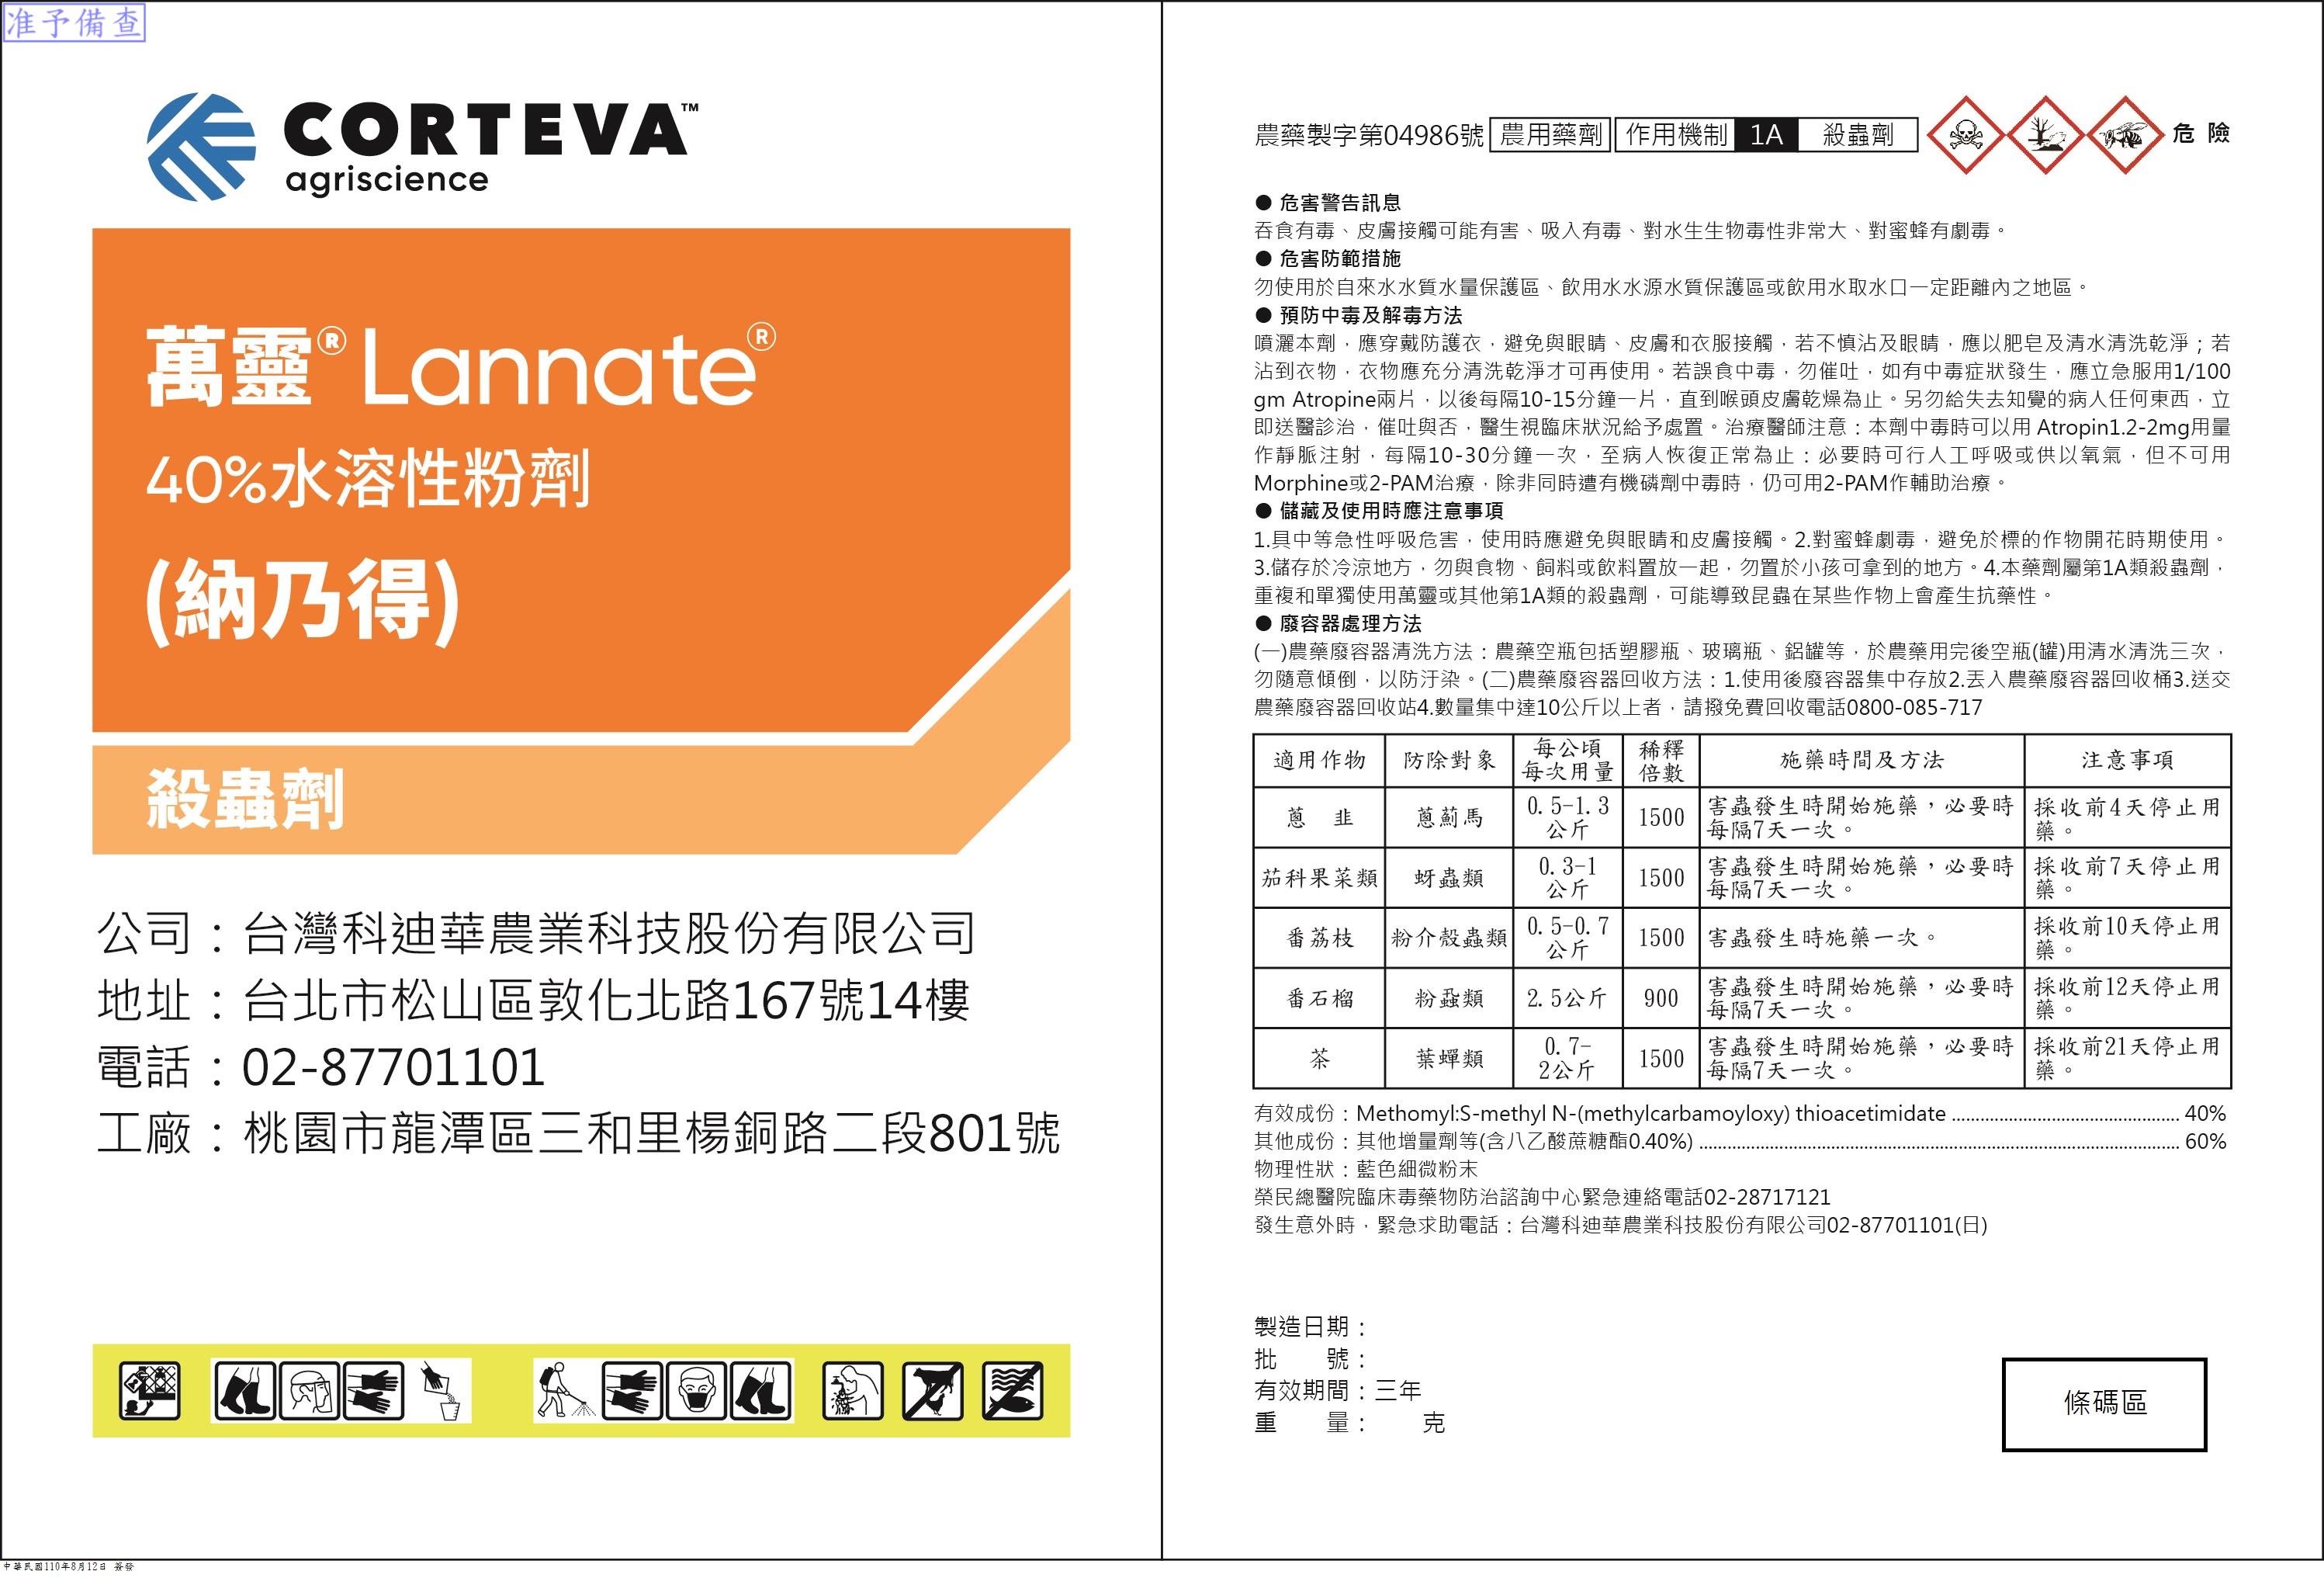 准予備查
CORTEVA™
agriscience
萬靈® Lannate®
40%水溶性粉劑
(納乃得)
殺蟲劑
公司：台灣科迪華農業科技股份有限公司
地址：台北市松山區敦化北路167號14樓
電話：02-87701101
工廠：桃園市龍潭區三和里楊銅路二段801號
農藥製字第04986號 農用藥劑 作用機制 1A 殺蟲劑 危險
● 危害警告訊息
吞食有毒、皮膚接觸可能有害、吸入有毒、對水生生物毒性非常大、對蜜蜂有劇毒。
● 危害防範措施
勿使用於自來水水質水量保護區、飲用水水源水質保護區或飲用水取水口一定距離內之地區。
● 預防中毒及解毒方法
噴灑本劑，應穿戴防護衣，避免與眼睛、皮膚和衣服接觸，若不慎沾及眼睛，應以肥皂及清水清洗乾淨；若
沾到衣物，衣物應充分清洗乾淨才可再使用。若誤食中毒，勿催吐，如有中毒症狀發生，應立急服用1/100
gm Atropine兩片，以後每隔10-15分鐘一片，直到喉頭皮膚乾燥為止。另勿給失去知覺的病人任何東西，立
即送醫診治，催吐與否，醫生視臨床狀況給予處置。治療醫師注意：本劑中毒時可以用 Atropin1.2-2mg用量
作靜脈注射，每隔10-30分鐘一次，至病人恢復正常為止：必要時可行人工呼吸或供以氧氣，但不可用
Morphine或2-PAM治療，除非同時遭有機磷劑中毒時，仍可用2-PAM作輔助治療。
● 儲藏及使用時應注意事項
1.具中等急性呼吸危害，使用時應避免與眼睛和皮膚接觸。2.對蜜蜂劇毒，避免於標的作物開花時期使用。
3.儲存於冷涼地方，勿與食物、飼料或飲料置放一起，勿置於小孩可拿到的地方。4.本藥劑屬第1A類殺蟲劑，
重複和單獨使用萬靈或其他第1A類的殺蟲劑，可能導致昆蟲在某些作物上會產生抗藥性。
● 廢容器處理方法
(一)農藥廢容器清洗方法：農藥空瓶包括塑膠瓶、玻璃瓶、鋁罐等，於農藥用完後空瓶(罐)用清水清洗三次，
勿隨意傾倒，以防汙染。(二)農藥廢容器回收方法：1.使用後廢容器集中存放2.丟入農藥廢容器回收桶3.送交
農藥廢容器回收站4.數量集中達10公斤以上者，請撥免費回收電話0800-085-717
適用作物 防除對象 每公頃每次用量 稀釋倍數 施藥時間及方法 注意事項
蔥 韭 蔥薊馬 0.5-1.3公斤 1500 害蟲發生時開始施藥，必要時每隔7天一次。 採收前4天停止用藥。
茄科果菜類 蚜蟲類 0.3-1公斤 1500 害蟲發生時開始施藥，必要時每隔7天一次。 採收前7天停止用藥。
番荔枝 粉介殼蟲類 0.5-0.7公斤 1500 害蟲發生時施藥一次。 採收前10天停止用藥。
番石榴 粉蝨類 2.5公斤 900 害蟲發生時開始施藥，必要時每隔7天一次。 採收前12天停止用藥。
茶 葉蟬類 0.7-2公斤 1500 害蟲發生時開始施藥，必要時每隔7天一次。 採收前21天停止用藥。
有效成份：Methomyl:S-methyl N-(methylcarbamoyloxy) thioacetimidate ........ 40%
其他成份：其他增量劑等(含八乙酸蔗糖酯0.40%) ........ 60%
物理性狀：藍色細微粉末
榮民總醫院臨床毒藥物防治諮詢中心緊急連絡電話02-28717121
發生意外時，緊急求助電話：台灣科迪華農業科技股份有限公司02-87701101(日)
製造日期：
批 號：
有效期間：三年
重 量： 克
條碼區
中華民國110年8月12日 簽發